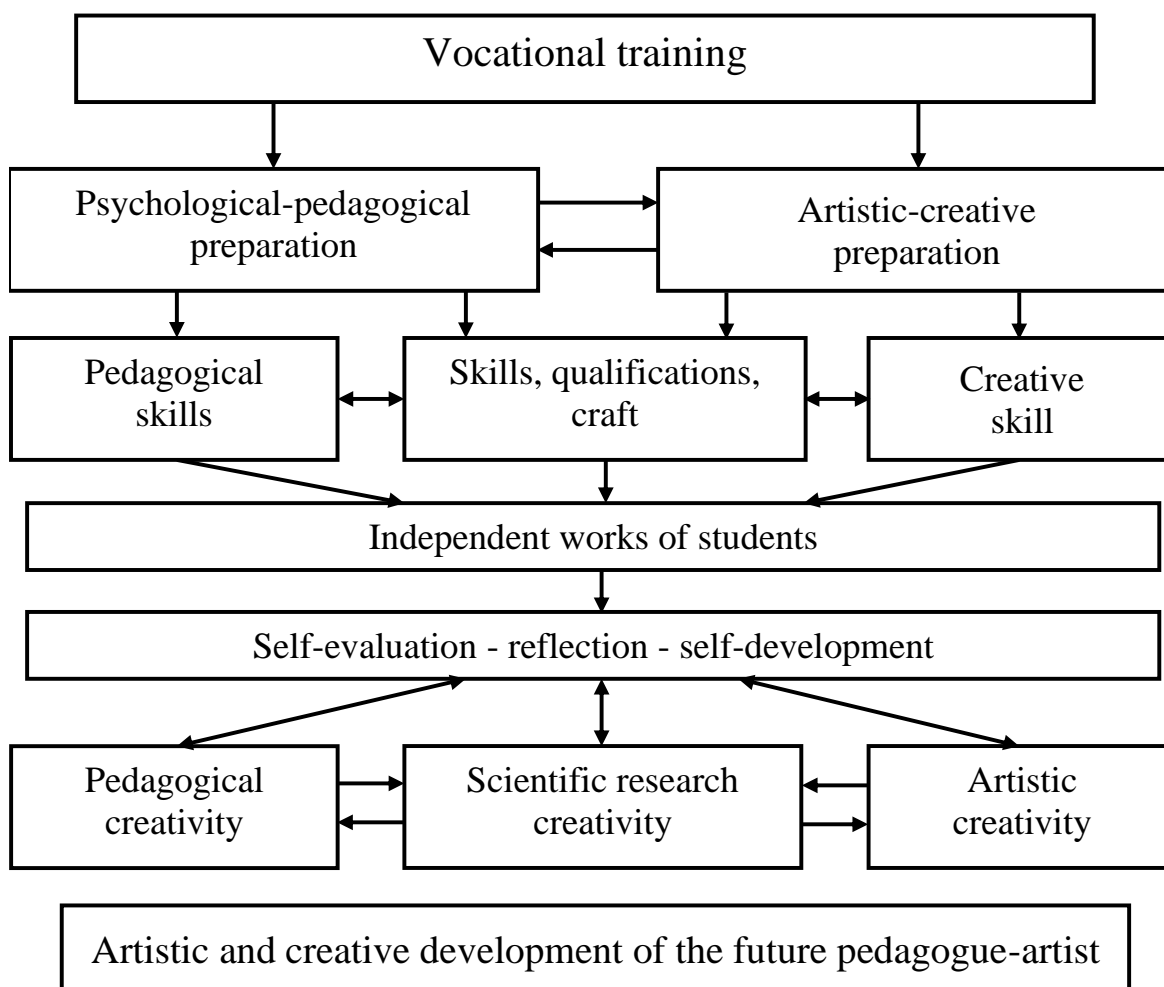 Vocational training
Psychological-pedagogical
preparation
Artistic-creative
preparation
Pedagogical
skills
Skills, qualifications,
craft
Creative
skill
Independent works of students
Self-evaluation - reflection - self-development
Pedagogical
creativity
Scientific research
creativity
Artistic
creativity
Artistic and creative development of the future pedagogue-artist